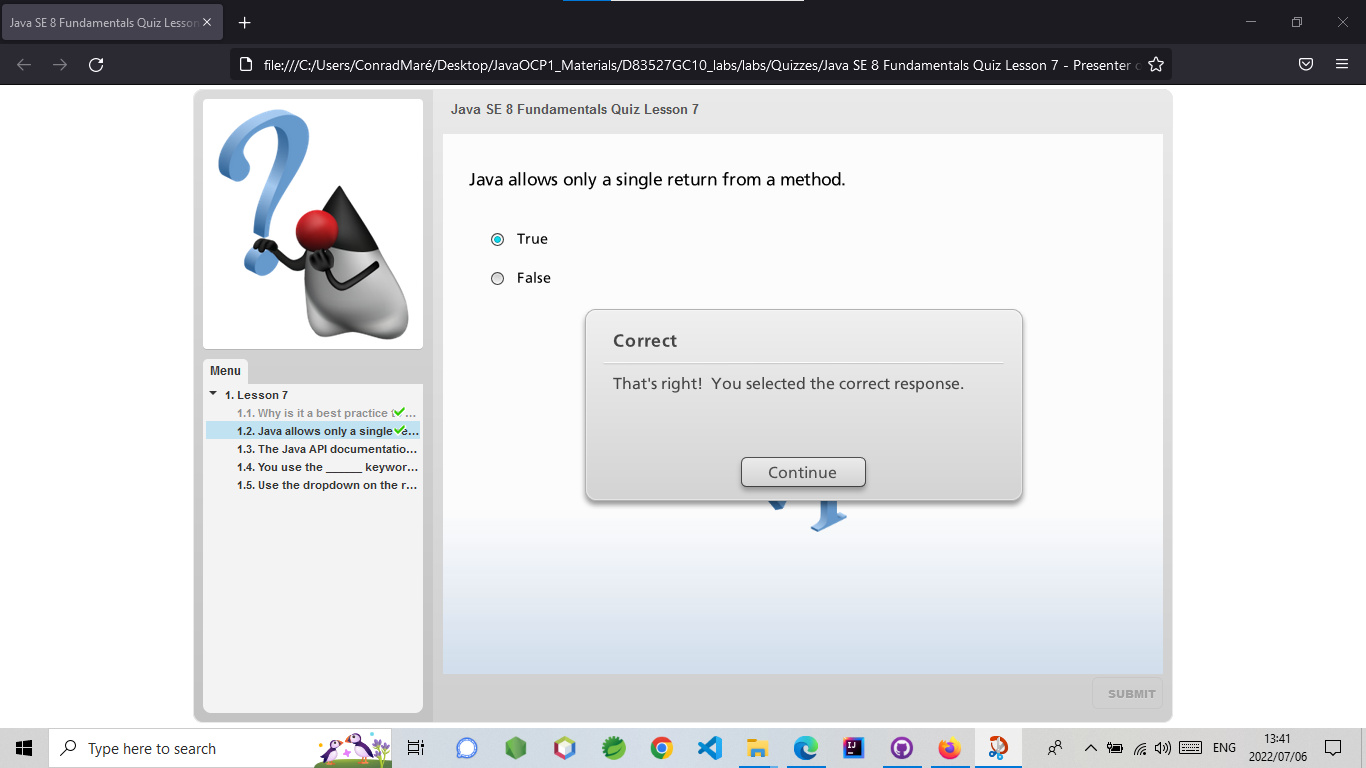 Java SE 8 Fundamentals Quiz Lesson
file:///C:/Users/ConradMaré/Desktop/JavaOCP1_Materials/D83527GC10_labs/labs/Quizzes/Java SE 8 Fundamentals Quiz Lesson 7 - Presenter
Java SE 8 Fundamentals Quiz Lesson 7
Java allows only a single return from a method.
True
False
Correct
That's right! You selected the correct response.
Continue
Menu
1. Lesson 7
1.1. Why is it a best practice ...
1.2. Java allows only a single ...
1.3. The Java API documentatio...
1.4. You use the ______ keywor...
1.5. Use the dropdown on the r...
SUBMIT
Type here to search
ENG
13:41
2022/07/06